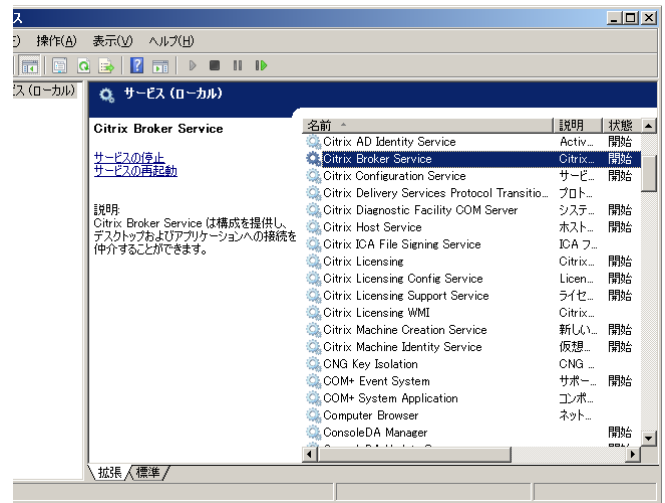 ス
操作(A) 表示(V) ヘルプ(H)
ス (ローカル)
サービス (ローカル)
Citrix Broker Service
サービスの停止
サービスの再起動
説明:
Citrix Broker Service は構成を提供し、
デスクトップおよびアプリケーションへの接続を
仲介することができます。
名前 説明 状態
Citrix AD Identity Service Activ... 開始
Citrix Broker Service Citrix... 開始
Citrix Configuration Service サービ... 開始
Citrix Delivery Services Protocol Transitio... プロト...
Citrix Diagnostic Facility COM Server システ... 開始
Citrix Host Service ホスト... 開始
Citrix ICA File Signing Service ICA フ...
Citrix Licensing Citrix... 開始
Citrix Licensing Config Service Licen... 開始
Citrix Licensing Support Service ライセ... 開始
Citrix Licensing WMI Citrix...
Citrix Machine Creation Service 新しい... 開始
Citrix Machine Identity Service 仮想... 開始
CNG Key Isolation CNG ...
COM+ Event System サポー... 開始
COM+ System Application コンポ...
Computer Browser ネット...
ConsoleDA Manager 開始
拡張 標準